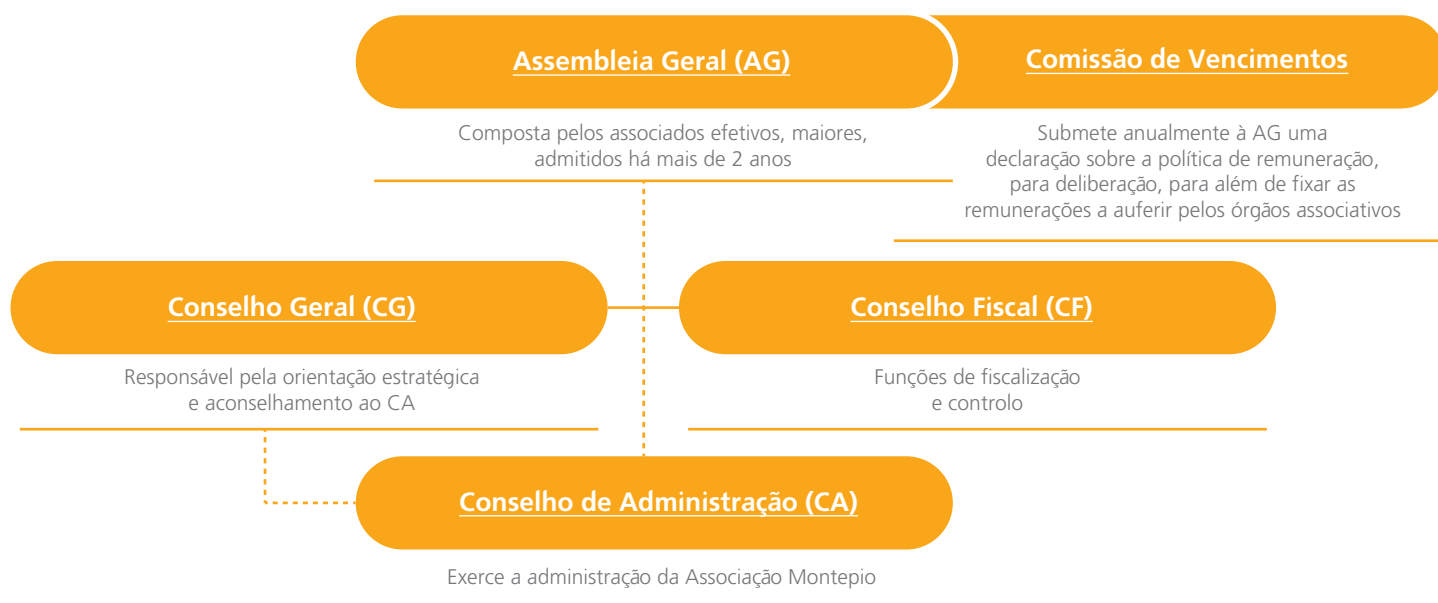 Assembleia Geral (AG)
Composta pelos associados efetivos, maiores,
admitidos há mais de 2 anos
Comissão de Vencimentos
Submete anualmente à AG uma
declaração sobre a política de remuneração,
para deliberação, para além de fixar as
remunerações a auferir pelos órgãos associativos
Conselho Geral (CG)
Responsável pela orientação estratégica
e aconselhamento ao CA
Conselho Fiscal (CF)
Funções de fiscalização
e controlo
Conselho de Administração (CA)
Exerce a administração da Associação Montepio